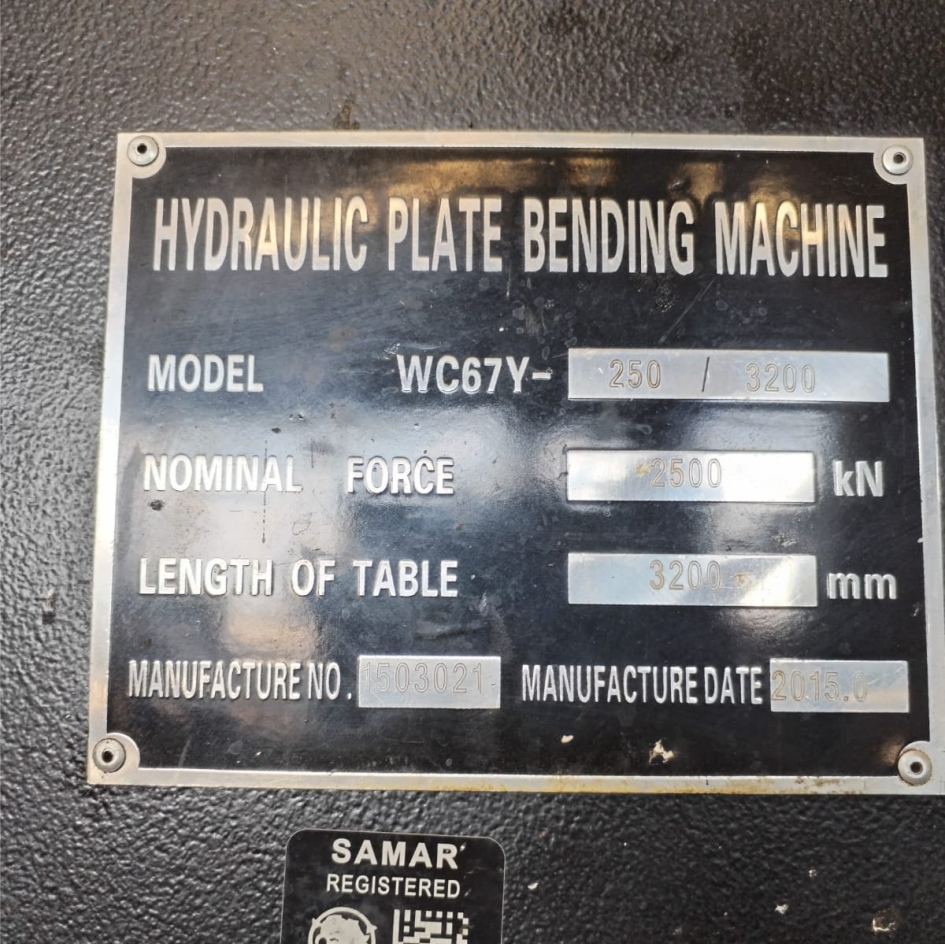 HYDRAULIC PLATE BENDING MACHINE
MODEL WC67Y- 250 / 3200
NOMINAL FORCE 2500 kN
LENGTH OF TABLE 3200 mm
MANUFACTURE NO. 1503021 MANUFACTURE DATE 2015.0
SAMAR
REGISTERED